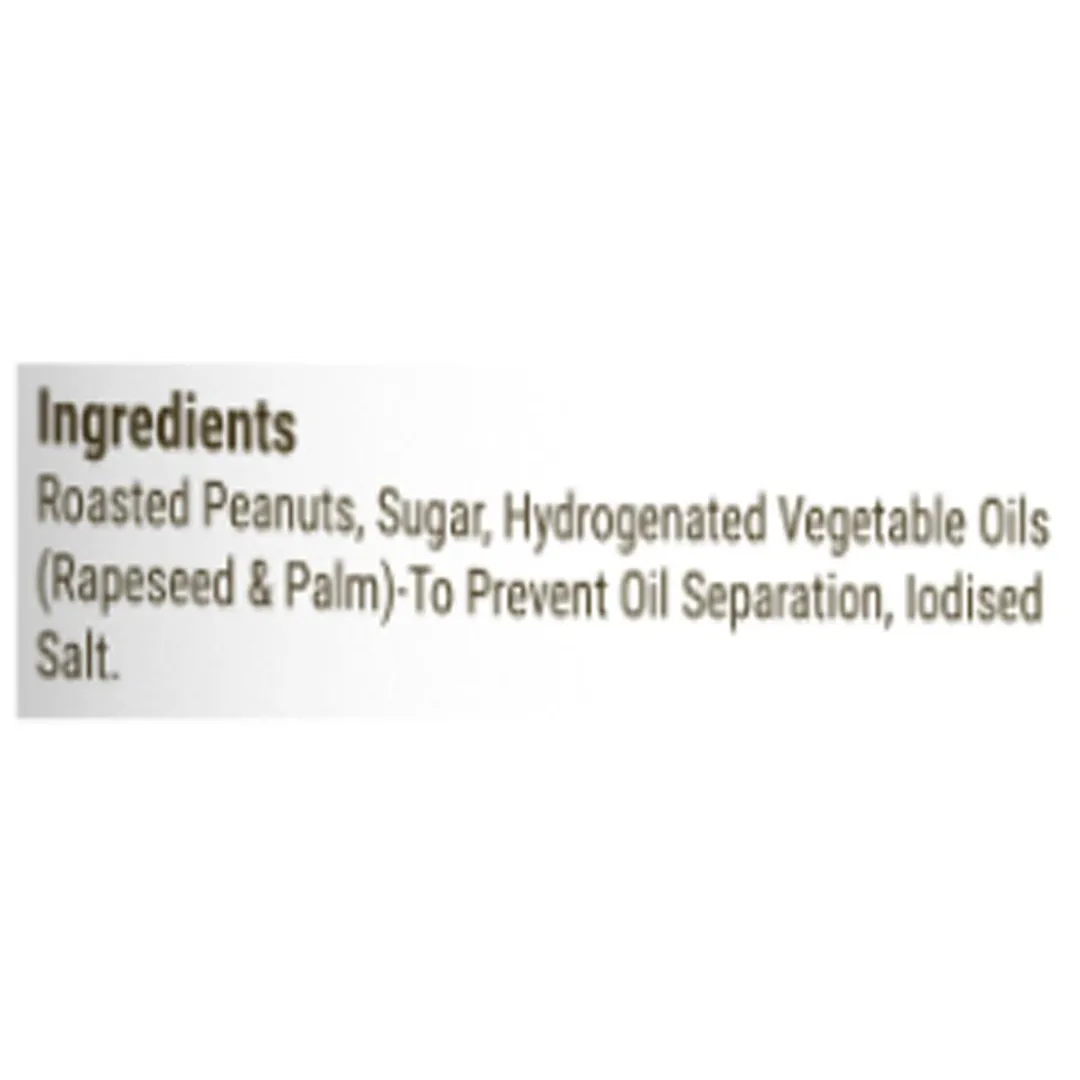 Ingredients
Roasted Peanuts, Sugar, Hydrogenated Vegetable Oils
(Rapeseed & Palm)-To Prevent Oil Separation, Iodised
Salt.